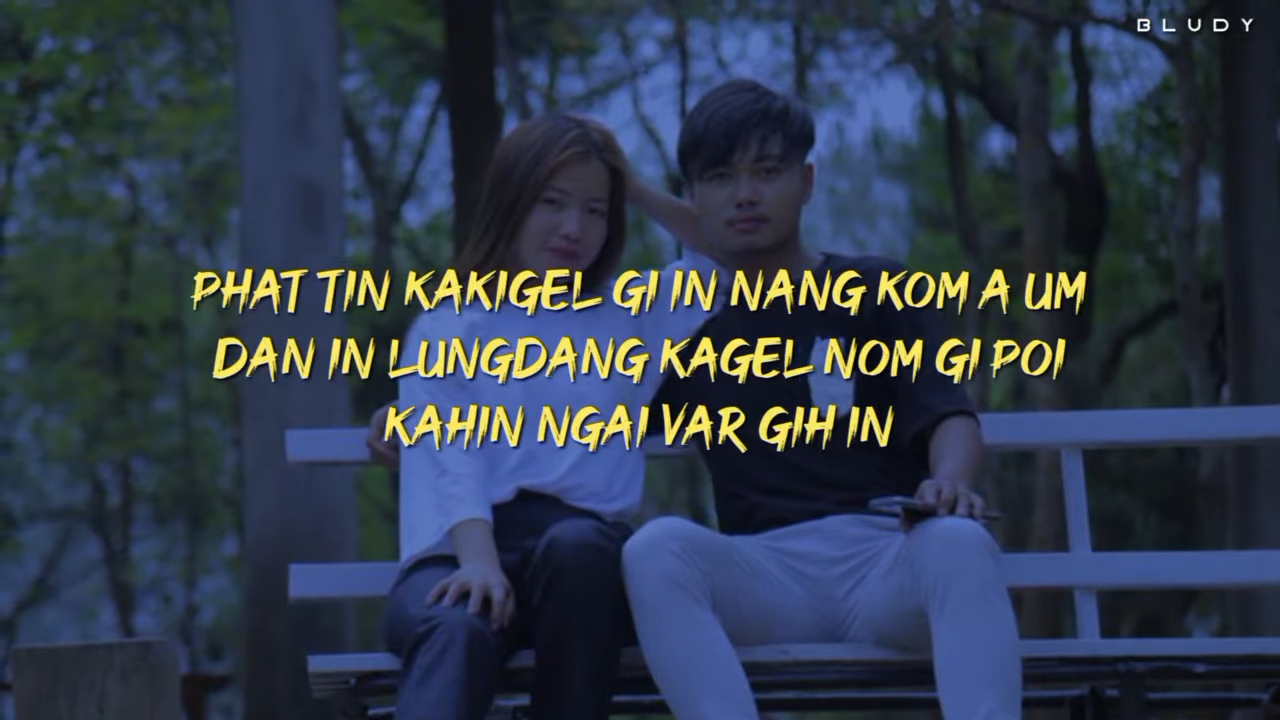 BLUDY
PHAT TIN KAKIGEL GI IN NANG KOM A UM
DAN IN LUNGDANG KAGEL NOM GI POI
KAHIN NGAI VAR GIH IN